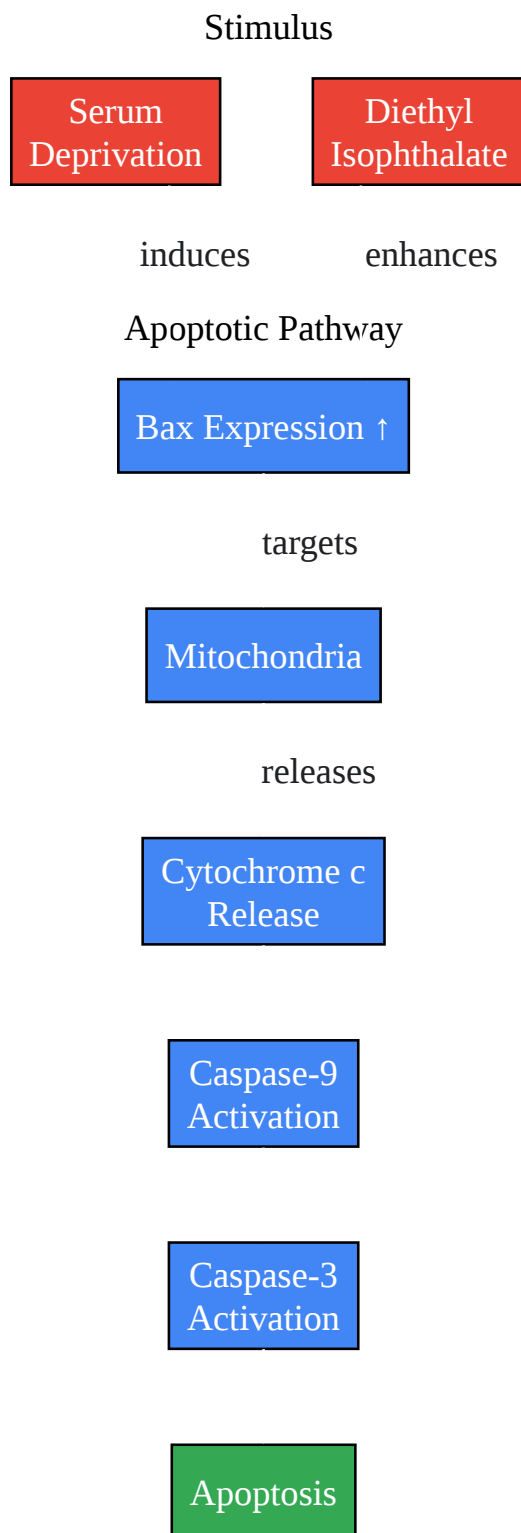 Stimulus
Serum
Deprivation
Diethyl
Isophthalate
induces
enhances
Apoptotic Pathway
Bax Expression ↑
targets
Mitochondria
releases
Cytochrome c
Release
Caspase-9
Activation
Caspase-3
Activation
Apoptosis